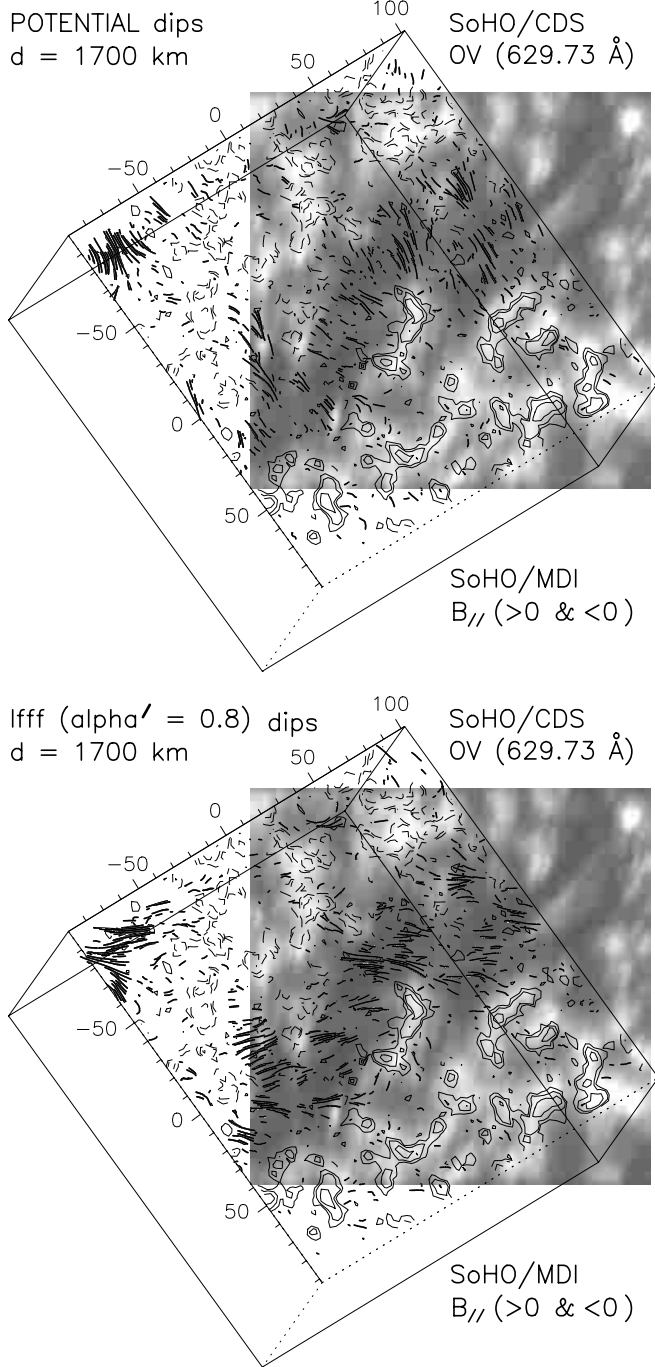 POTENTIAL dips
d = 1700 km
SoHO/CDS
OV (629.73 Å)
100
50
0
−50
−50
0
50
SoHO/MDI
B// (>0 & <0)
lfff (alpha′ = 0.8) dips
d = 1700 km
SoHO/CDS
OV (629.73 Å)
100
50
0
−50
−50
0
50
SoHO/MDI
B// (>0 & <0)